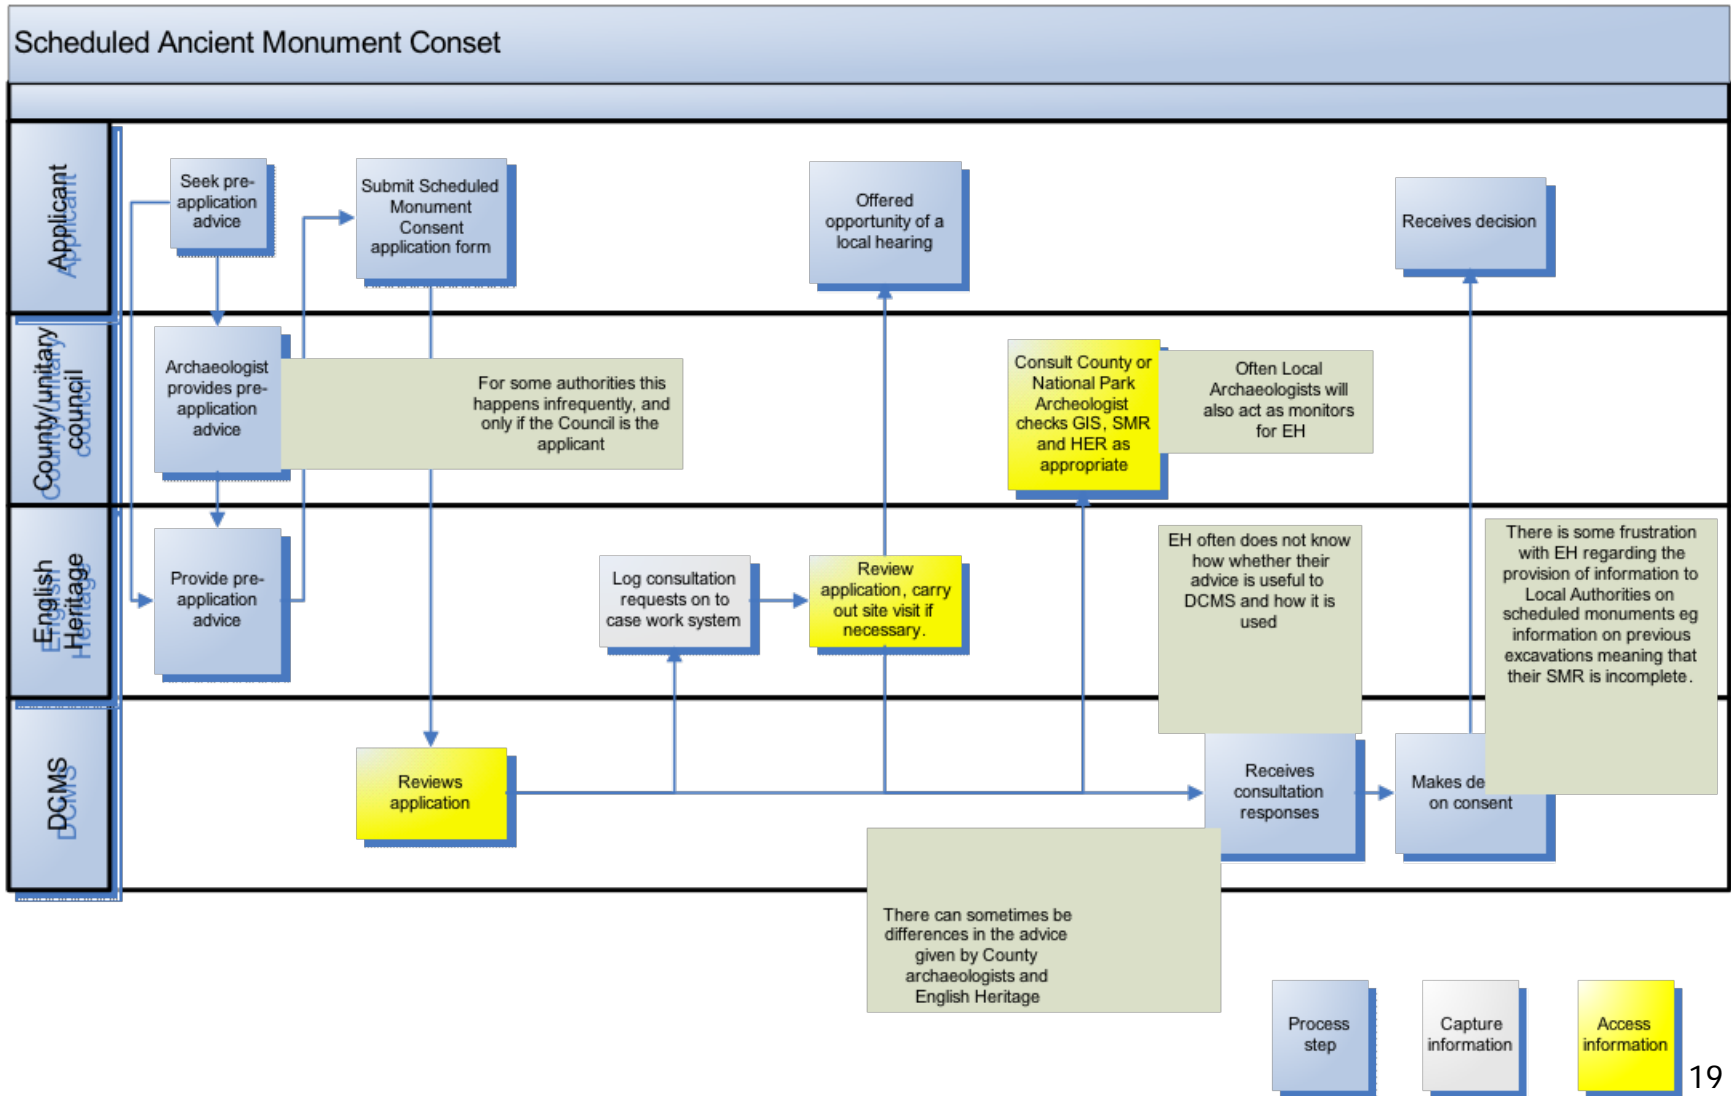 Scheduled Ancient Monument Conset
Applicant
Seek pre-
application
advice
Submit Scheduled
Monument
Consent
application form
Offered
opportunity of a
local hearing
Receives decision
County/unitary
council
Archaeologist
provides pre-
application
advice
For some authorities this
happens infrequently, and
only if the Council is the
applicant
Consult County or
National Park
Archeologist
checks GIS, SMR
and HER as
appropriate
Often Local
Archaeologists will
also act as monitors
for EH
English
Heritage
Provide pre-
application
advice
Log consultation
requests on to
case work system
Review
application, carry
out site visit if
necessary.
EH often does not know
how whether their
advice is useful to
DCMS and how it is
used
There is some frustration
with EH regarding the
provision of information to
Local Authorities on
scheduled monuments eg
information on previous
excavations meaning that
their SMR is incomplete.
DCMS
Reviews
application
Receives
consultation
responses
Makes de
on consent
There can sometimes be
differences in the advice
given by County
archaeologists and
English Heritage
Process
step
Capture
information
Access
information
19